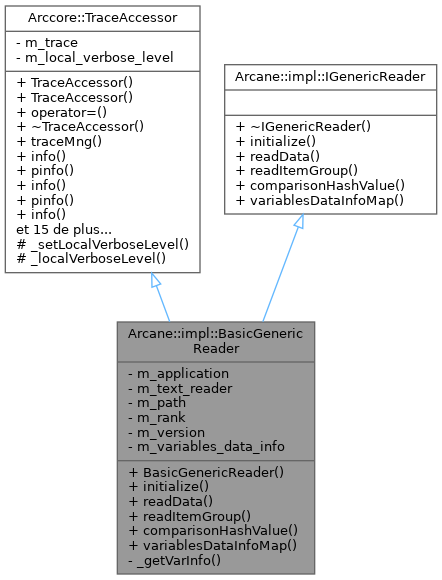 Arccore::TraceAccessor
- m_trace
- m_local_verbose_level
+ TraceAccessor()
+ TraceAccessor()
+ operator=()
+ ~TraceAccessor()
+ traceMng()
+ info()
+ pinfo()
+ info()
+ pinfo()
+ info()
et 15 de plus...
# _setLocalVerboseLevel()
# _localVerboseLevel()
Arcane::impl::IGenericReader
+ ~IGenericReader()
+ initialize()
+ readData()
+ readItemGroup()
+ comparisonHashValue()
+ variablesDataInfoMap()
Arcane::impl::BasicGeneric
Reader
- m_application
- m_text_reader
- m_path
- m_rank
- m_version
- m_variables_data_info
+ BasicGenericReader()
+ initialize()
+ readData()
+ readItemGroup()
+ comparisonHashValue()
+ variablesDataInfoMap()
- _getVarInfo()